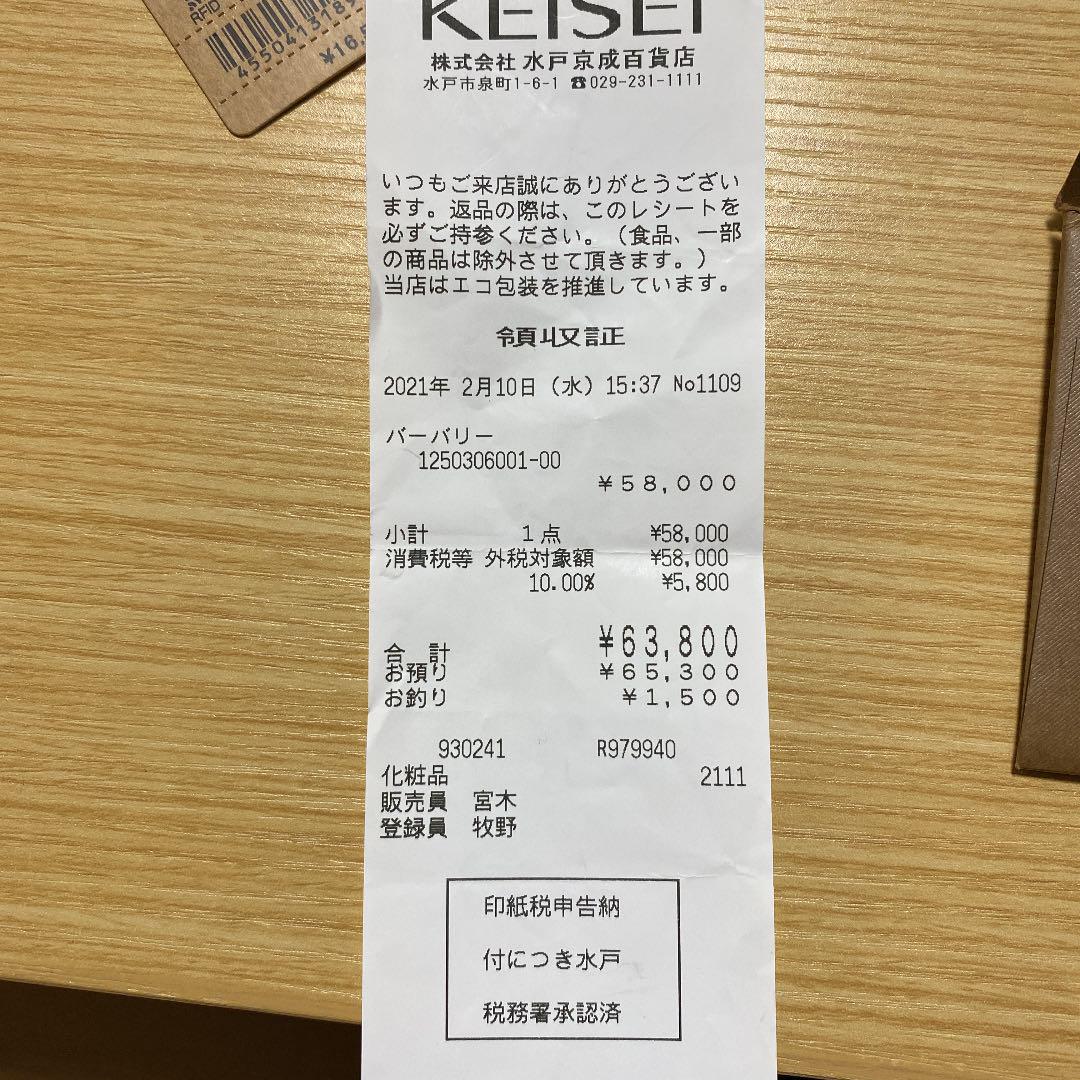 RFID
4550413189
¥16,5
KEISEI
株式会社 水戸京成百貨店
水戸市泉町1-6-1 ☎029-231-1111
いつもご来店誠にありがとうござい
ます。返品の際は、このレシートを
必ずご持参ください。（食品、一部
の商品は除外させて頂きます。）
当店はエコ包装を推進しています。
領収証
2021年 2月10日（水）15:37 No1109
バーバリー
1250306001-00
¥58,000
小計 1点 ¥58,000
消費税等 外税対象額 ¥58,000
10.00% ¥5,800
合 計 ¥63,800
お預り ¥65,300
お釣り ¥1,500
930241 R979940
化粧品 2111
販売員 宮木
登録員 牧野
印紙税申告納
付につき水戸
税務署承認済